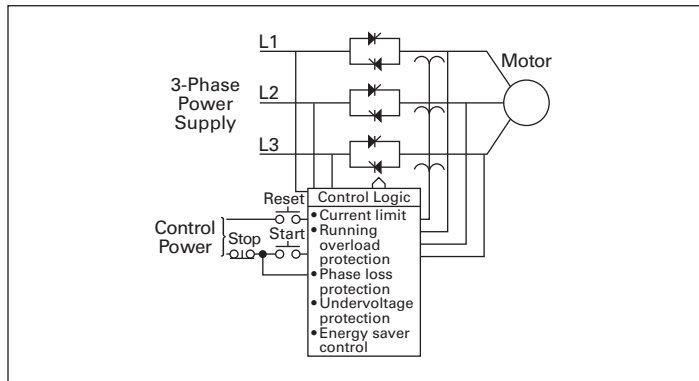 L1
Motor
3-Phase
Power
Supply
L2
L3
Reset
Control Logic
Control
Power
Stop
Start
• Current limit
• Running
overload
protection
• Phase loss
protection
• Undervoltage
protection
• Energy saver
control